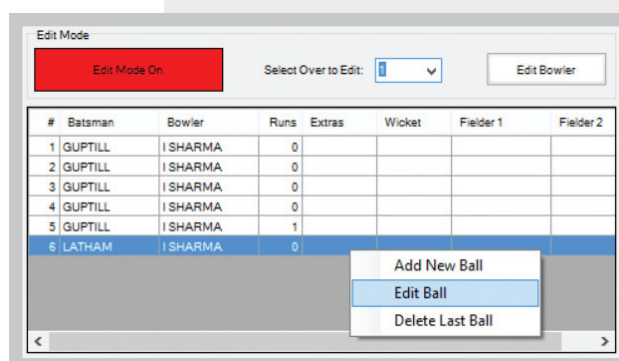 Edit Mode
Edit Mode On Select Over to Edit: 1 Edit Bowler
# Batsman Bowler Runs Extras Wicket Fielder 1 Fielder 2
1 GUPTILL I SHARMA 0
2 GUPTILL I SHARMA 0
3 GUPTILL I SHARMA 0
4 GUPTILL I SHARMA 0
5 GUPTILL I SHARMA 1
6 LATHAM I SHARMA 0
Add New Ball
Edit Ball
Delete Last Ball